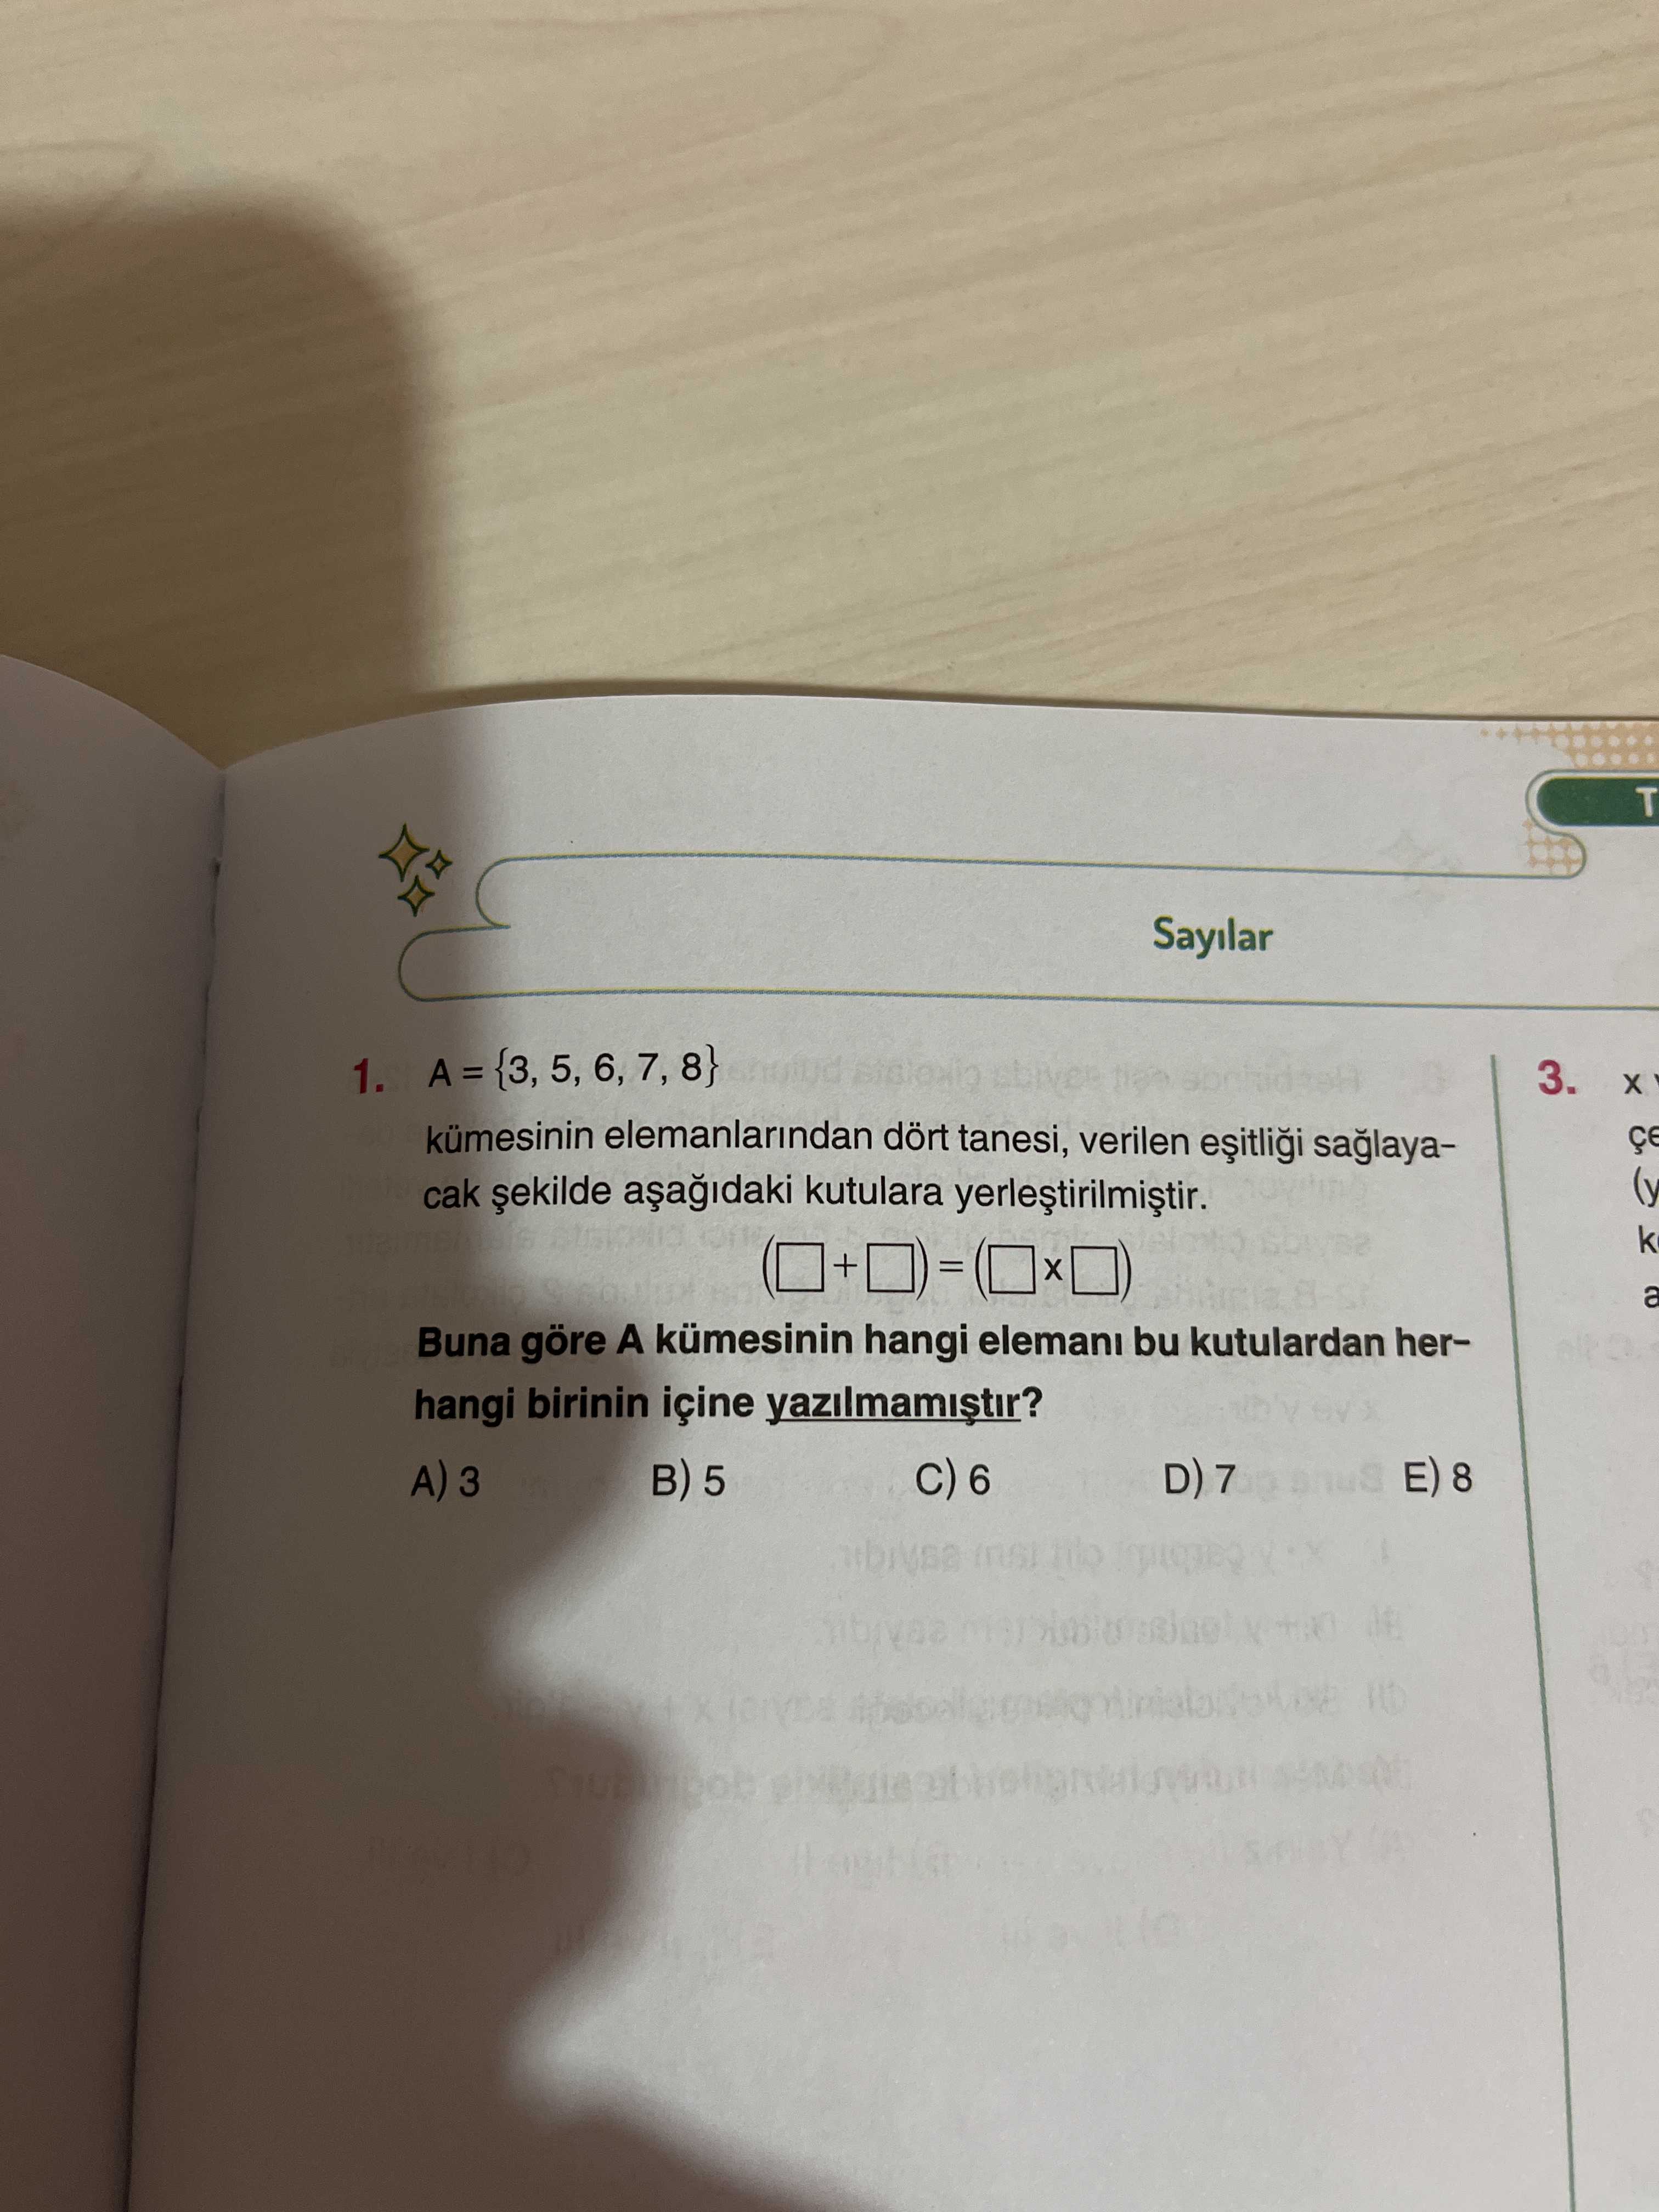 T
Sayılar
1. A = {3, 5, 6, 7, 8}
kümesinin elemanlarından dört tanesi, verilen eşitliği sağlaya-
cak şekilde aşağıdaki kutulara yerleştirilmiştir.
(□+□)=(□x□)
Buna göre A kümesinin hangi elemanı bu kutulardan her-
hangi birinin içine yazılmamıştır?
A) 3 B) 5 C) 6 D) 7 E) 8
3. x